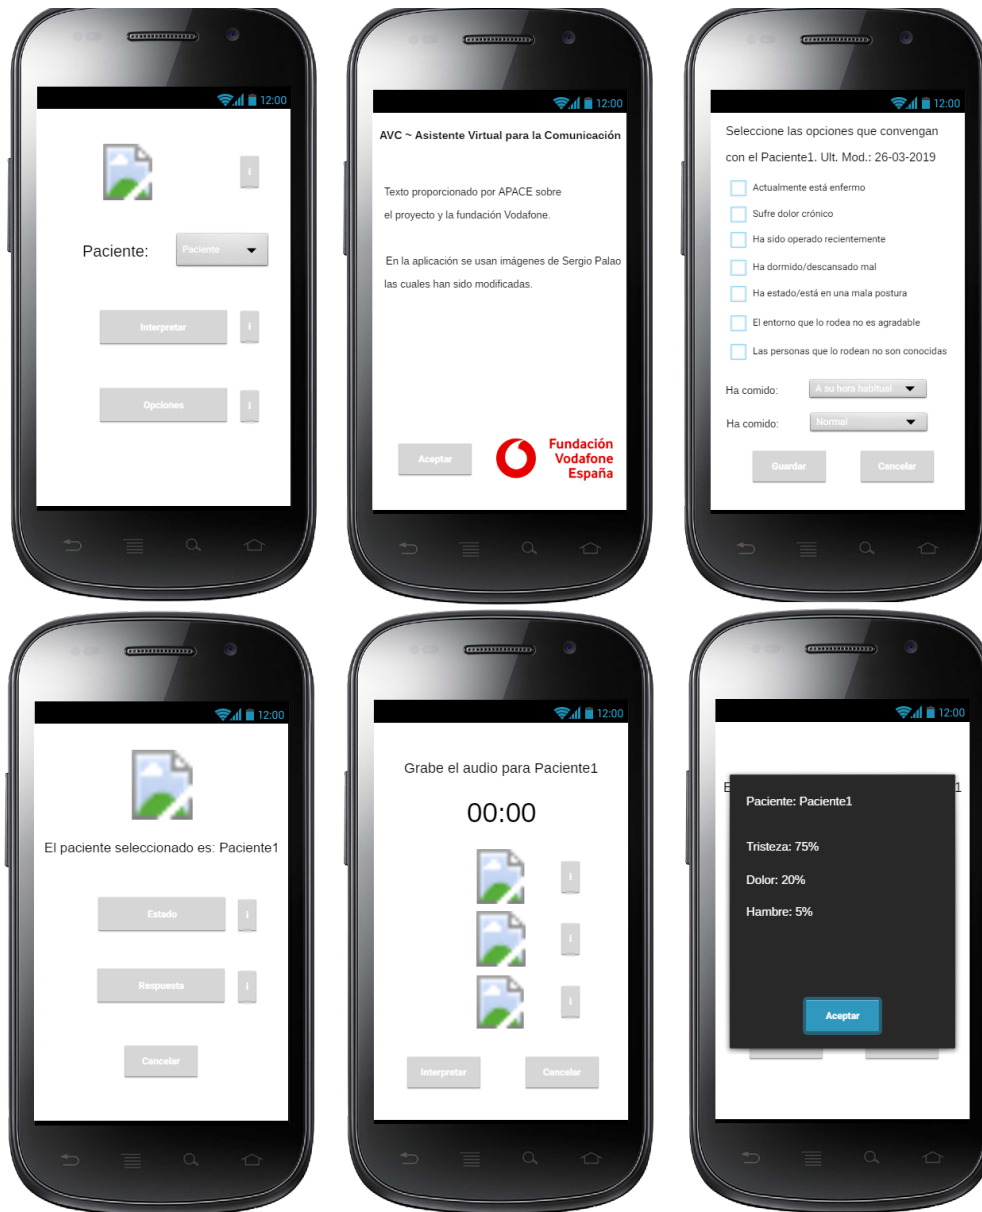 12:00
i
Paciente:
Paciente
Interpretar
i
Opciones
i
12:00
AVC ~ Asistente Virtual para la Comunicación
Texto proporcionado por APACE sobre
el proyecto y la fundación Vodafone.
En la aplicación se usan imágenes de Sergio Palao
las cuales han sido modificadas.
Aceptar
Fundación
Vodafone
España
12:00
Seleccione las opciones que convengan
con el Paciente1. Ult. Mod.: 26-03-2019
Actualmente está enfermo
Sufre dolor crónico
Ha sido operado recientemente
Ha dormido/descansado mal
Ha estado/está en una mala postura
El entorno que lo rodea no es agradable
Las personas que lo rodean no son conocidas
Ha comido:
A su hora habitual
Ha comido:
Normal
Guardar
Cancelar
12:00
El paciente seleccionado es: Paciente1
Estado
i
Respuesta
i
Cancelar
12:00
Grabe el audio para Paciente1
00:00
i
i
i
Interpretar
Cancelar
12:00
E
1
Paciente: Paciente1
Tristeza: 75%
Dolor: 20%
Hambre: 5%
Aceptar